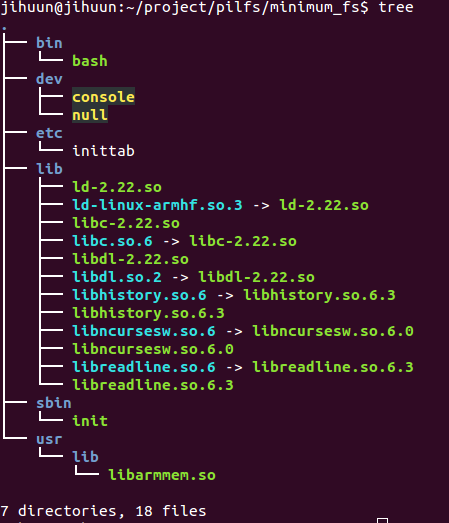 jihuun@jihuun:~/project/pilfs/minimum_fs$ tree
.
├── bin
│   └── bash
├── dev
│   ├── console
│   └── null
├── etc
│   └── inittab
├── lib
│   ├── ld-2.22.so
│   ├── ld-linux-armhf.so.3 -> ld-2.22.so
│   ├── libc-2.22.so
│   ├── libc.so.6 -> libc-2.22.so
│   ├── libdl-2.22.so
│   ├── libdl.so.2 -> libdl-2.22.so
│   ├── libhistory.so.6 -> libhistory.so.6.3
│   ├── libhistory.so.6.3
│   ├── libncursesw.so.6 -> libncursesw.so.6.0
│   ├── libncursesw.so.6.0
│   ├── libreadline.so.6 -> libreadline.so.6.3
│   └── libreadline.so.6.3
├── sbin
│   └── init
└── usr
    └── lib
        └── libarmmem.so
7 directories, 18 files